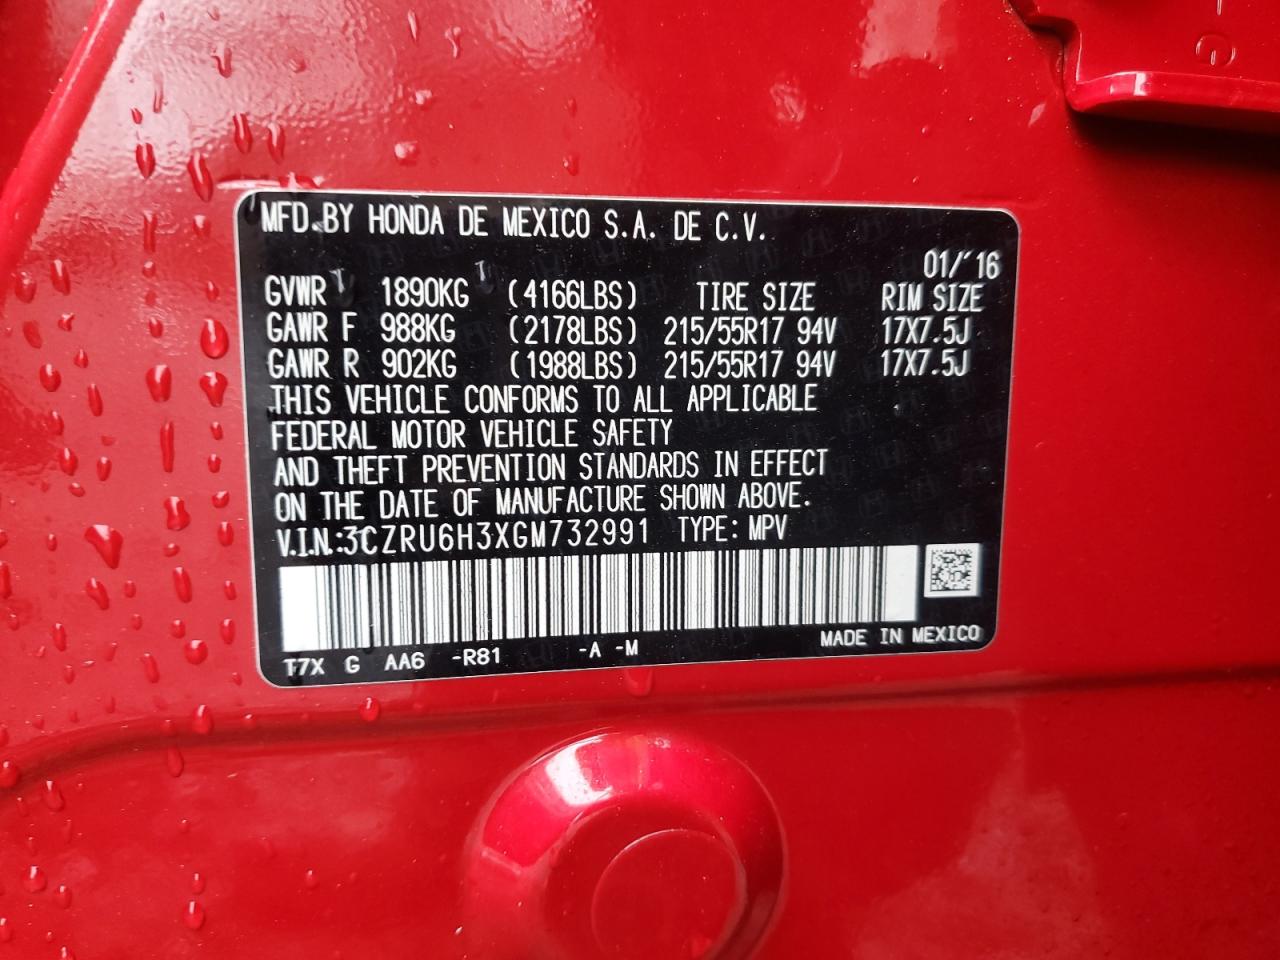 MFD.BY HONDA DE MEXICO S.A. DE C.V.
01/'16
GVWR 1890KG (4166LBS) TIRE SIZE RIM SIZE
GAWR F 988KG (2178LBS) 215/55R17 94V 17X7.5J
GAWR R 902KG (1988LBS) 215/55R17 94V 17X7.5J
THIS VEHICLE CONFORMS TO ALL APPLICABLE
FEDERAL MOTOR VEHICLE SAFETY
AND THEFT PREVENTION STANDARDS IN EFFECT
ON THE DATE OF MANUFACTURE SHOWN ABOVE.
V.I.N.:3CZRU6H3XGM732991 TYPE: MPV
MADE IN MEXICO
T7X G AA6 -R81 -A -M